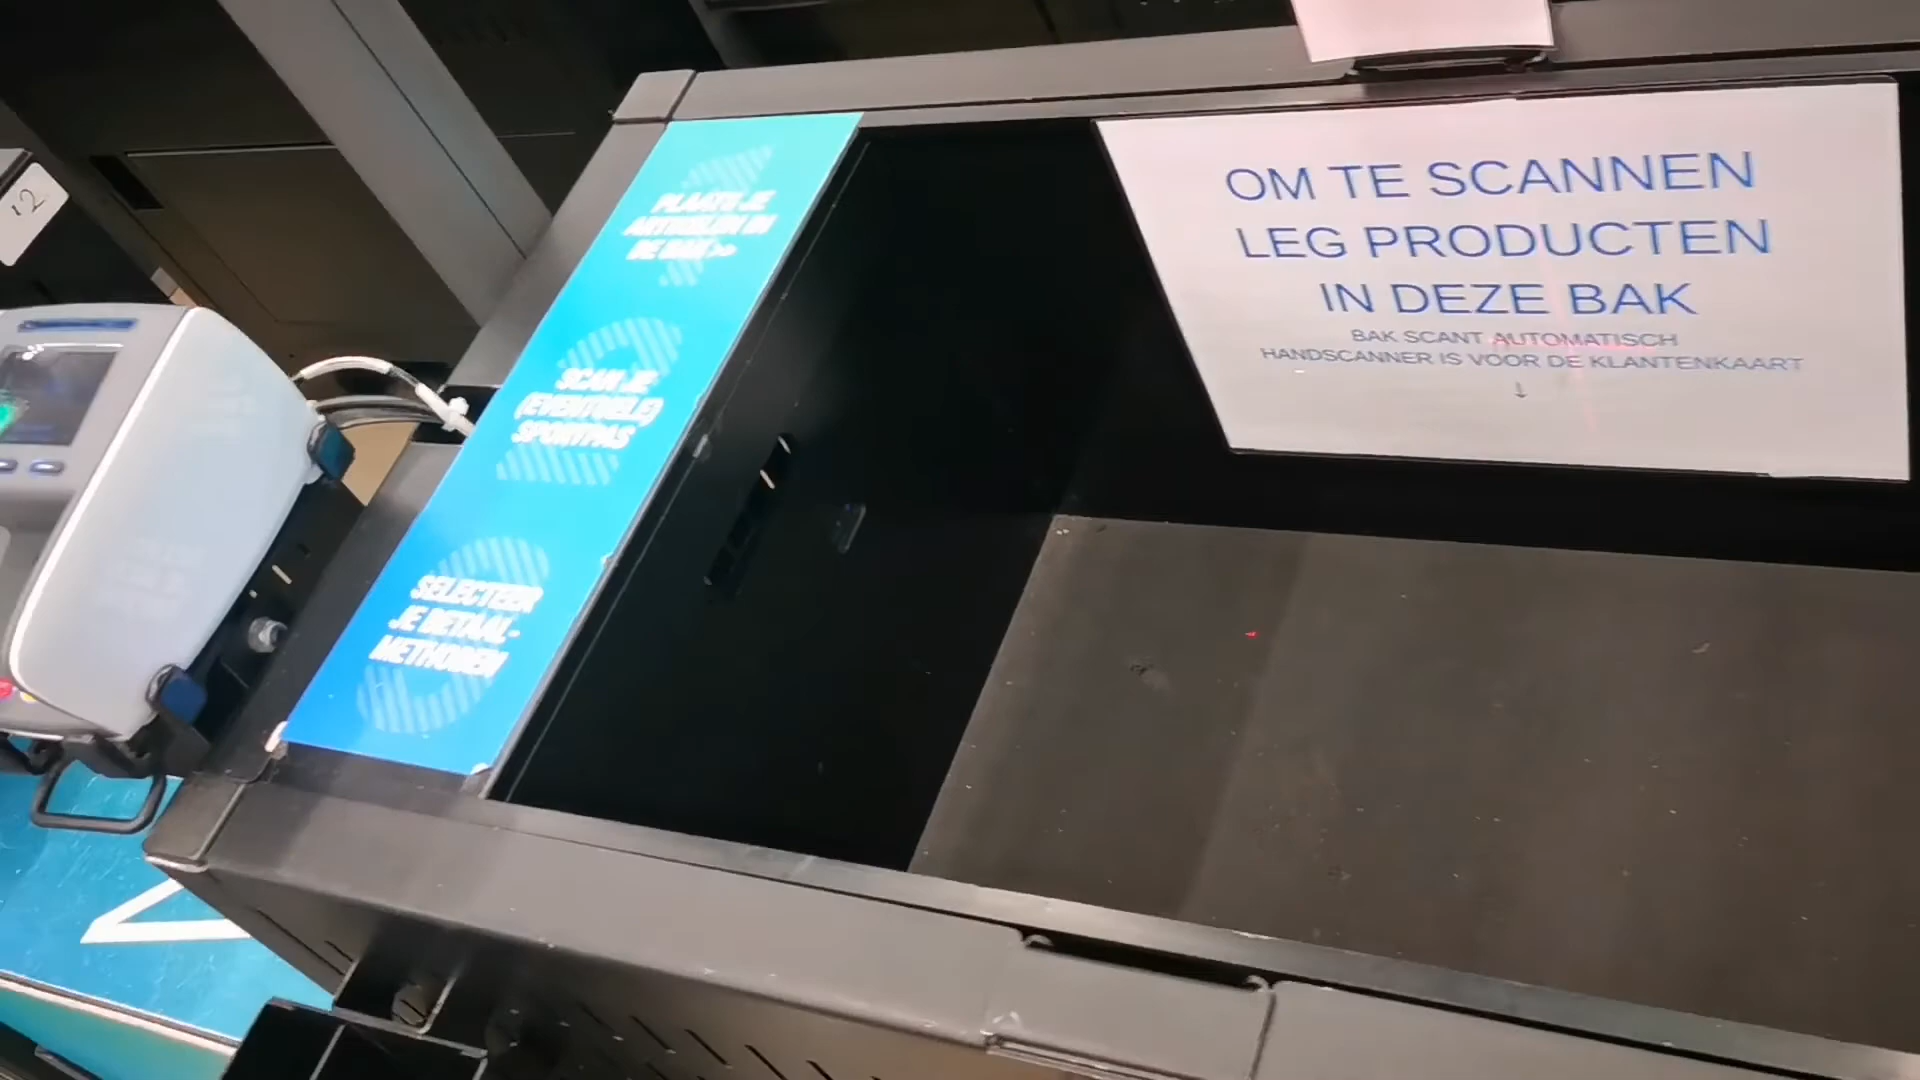 PLAATS JE
ARTIKELEN IN
DE BAK >>
SCAN JE
(EVENTUELE)
SPORTPAS
SELECTEER
JE BETAAL-
METHODEN
OM TE SCANNEN
LEG PRODUCTEN
IN DEZE BAK
BAK SCANT AUTOMATISCH
HANDSCANNER IS VOOR DE KLANTENKAART
↓